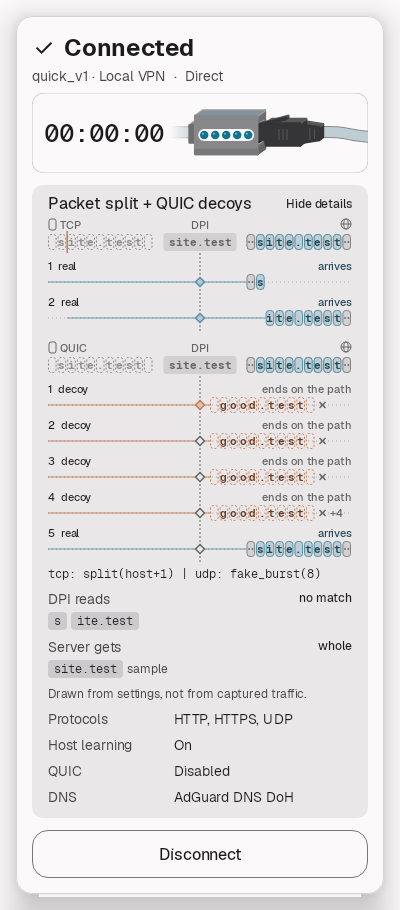 Connected
quick_v1 · Local VPN · Direct
00:00:00
Packet split + QUIC decoys Hide details
TCP DPI
site.test site.test ··site.test··
1 real arrives
··s
2 real arrives
ite.test··
QUIC DPI
site.test site.test ··site.test··
1 decoy ends on the path
good.test ×
2 decoy ends on the path
good.test ×
3 decoy ends on the path
good.test ×
4 decoy ends on the path
good.test × +4
5 real arrives
··site.test··
tcp: split(host+1) | udp: fake_burst(8)
DPI reads no match
s ite.test
Server gets whole
site.test sample
Drawn from settings, not from captured traffic.
Protocols HTTP, HTTPS, UDP
Host learning On
QUIC Disabled
DNS AdGuard DNS DoH
Disconnect